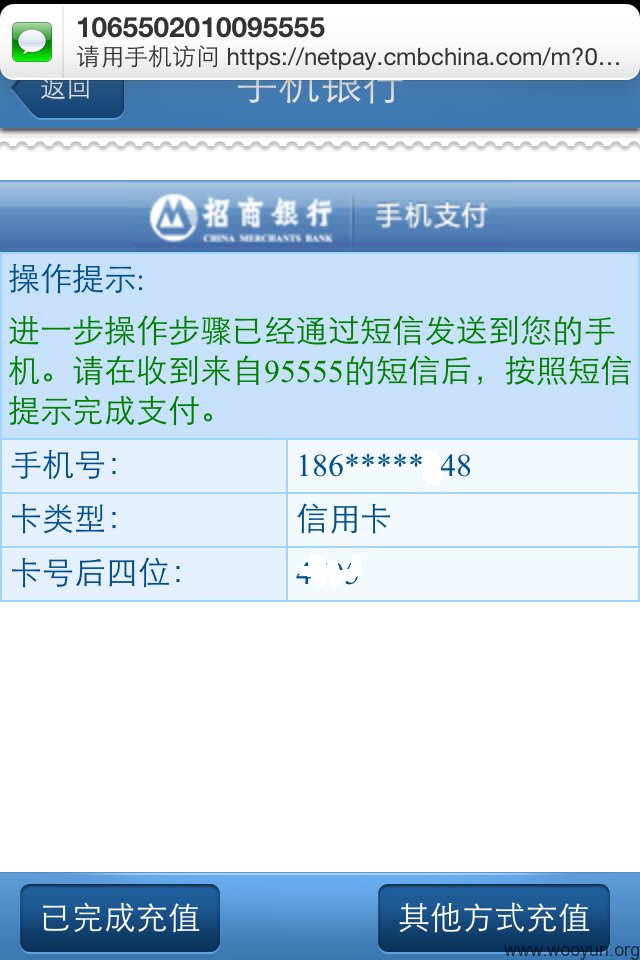 1065502010095555
请用手机访问 https://netpay.cmbchina.com/m?0...
返回
手机银行
招商银行
CHINA MERCHANTS BANK
手机支付
操作提示:
进一步操作步骤已经通过短信发送到您的手
机。请在收到来自95555的短信后，按照短信
提示完成支付。
手机号: 186***** 48
卡类型: 信用卡
卡号后四位:
已完成充值
其他方式充值
www.wooyun.org